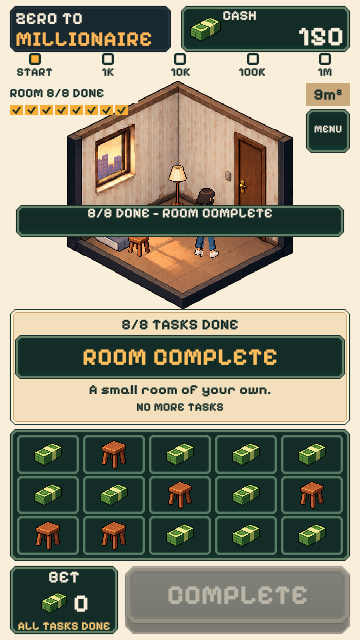 ZERO TO
MILLIONAIRE
CASH
180
START
1K
10K
100K
1M
ROOM 8/8 DONE
9m²
MENU
8/8 DONE - ROOM COMPLETE
8/8 TASKS DONE
ROOM COMPLETE
A small room of your own.
NO MORE TASKS
BET
0
ALL TASKS DONE
COMPLETE